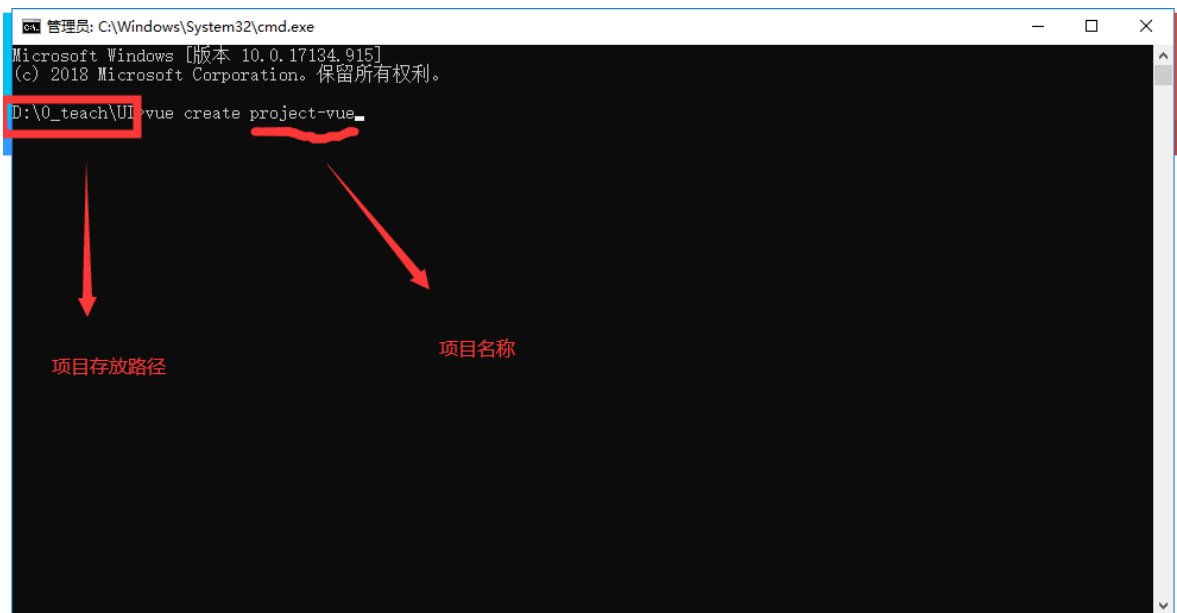 管理员: C:\Windows\System32\cmd.exe
Microsoft Windows [版本 10.0.17134.915]
(c) 2018 Microsoft Corporation。保留所有权利。
D:\0_teach\UI>vue create project-vue
项目名称
项目存放路径